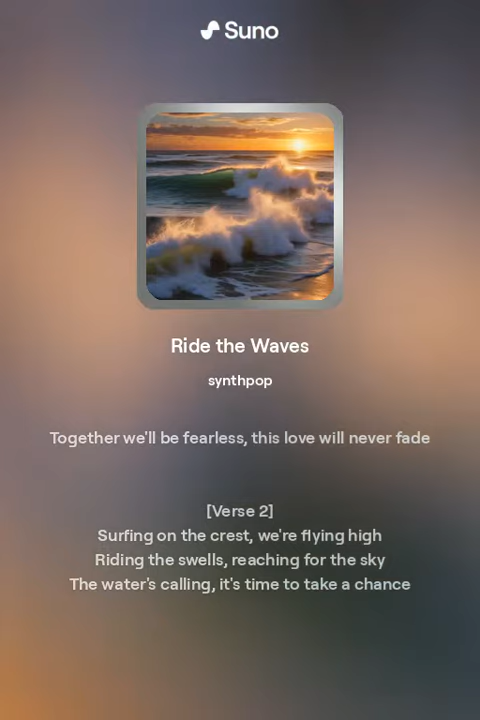 Suno
Ride the Waves
synthpop
Together we'll be fearless, this love will never fade
[Verse 2]
Surfing on the crest, we're flying high
Riding the swells, reaching for the sky
The water's calling, it's time to take a chance